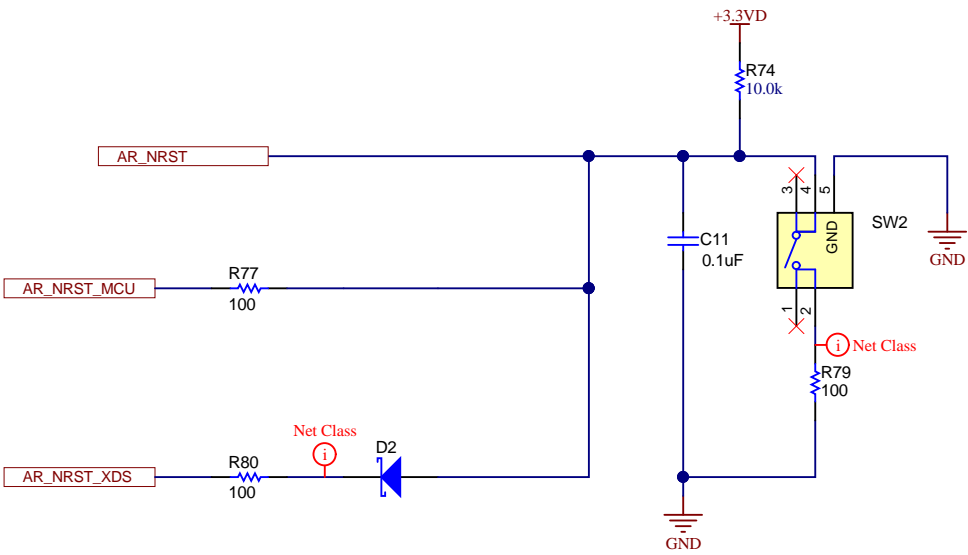 +3.3VD
R74
10.0k
AR_NRST
3
4
5
GND
SW2
C11
0.1uF
GND
R77
AR_NRST_MCU
100
1
2
i
Net Class
R79
100
Net Class
i
D2
R80
AR_NRST_XDS
100
GND